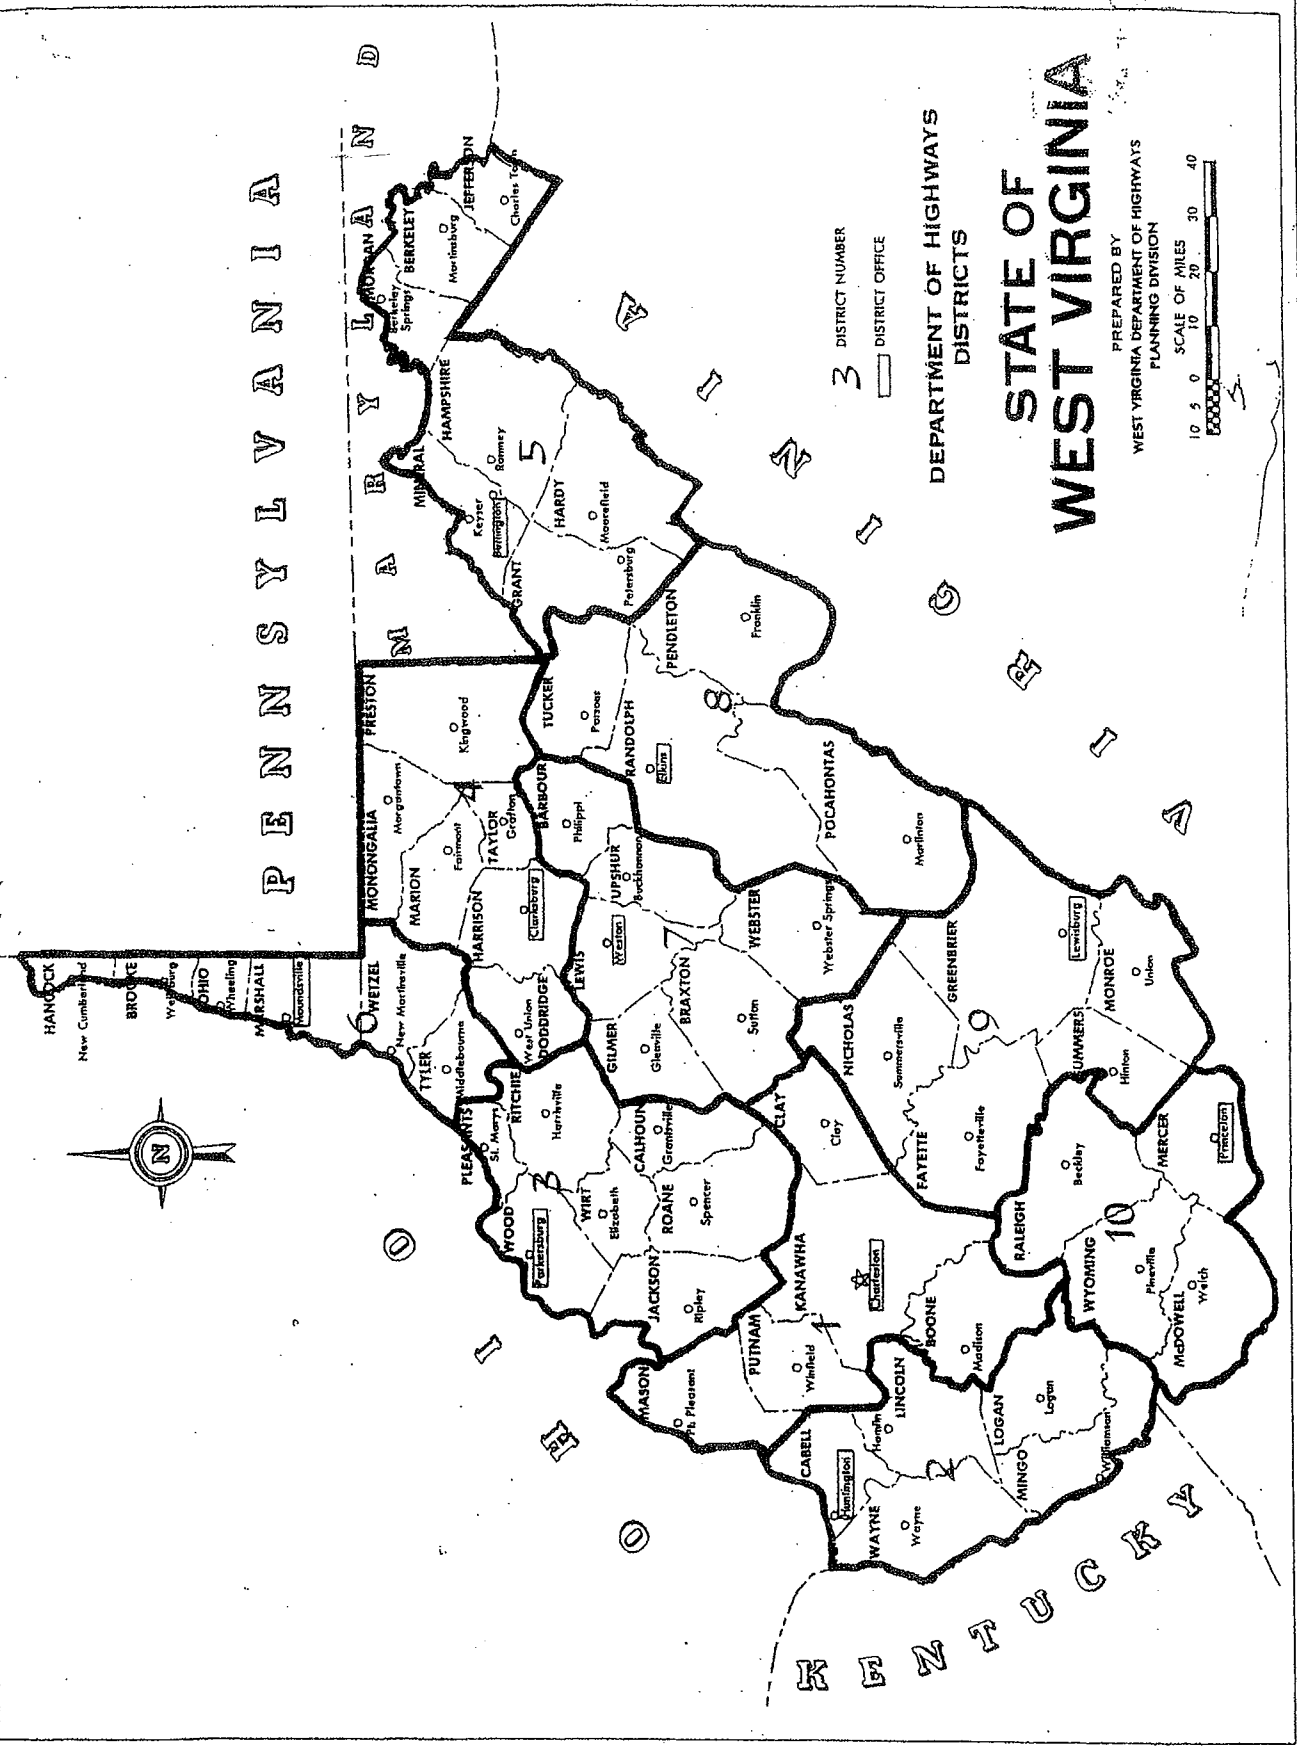 PENNSYLVANIA
MARYLAND
OHIO
VIRGINIA
KENTUCKY
N
HANCOCK
New Cumberland
BROOKE
Wellsburg
OHIO
Wheeling
MARSHALL
Moundsville
6
WETZEL
New Martinsville
TYLER
Middlebourne
PLEASANTS
St. Marys
RITCHIE
Harrisville
DODDRIDGE
West Union
WOOD
Parkersburg
3
WIRT
Elizabeth
CALHOUN
Grantsville
ROANE
Spencer
JACKSON
Ripley
MASON
Pt. Pleasant
PUTNAM
Winfield
1
KANAWHA
Charleston
CLAY
Clay
BOONE
Madison
CABELL
Huntington
LINCOLN
Hamlin
WAYNE
Wayne
2
MINGO
Williamson
LOGAN
Logan
MONONGALIA
Morgantown
MARION
Fairmont
4
PRESTON
Kingwood
TAYLOR
Grafton
HARRISON
Clarksburg
BARBOUR
Philippi
LEWIS
Weston
UPSHUR
Buckhannon
7
GILMER
Glenville
BRAXTON
Sutton
WEBSTER
Webster Springs
TUCKER
Parsons
RANDOLPH
Elkins
8
PENDLETON
Franklin
POCAHONTAS
Marlinton
MORGAN
Berkeley
Springs
BERKELEY
Martinsburg
JEFFERSON
Charles Town
MINERAL
Keyser
HAMPSHIRE
Romney
5
HARDY
Moorefield
GRANT
Petersburg
NICHOLAS
Summersville
GREENBRIER
Lewisburg
9
FAYETTE
Fayetteville
SUMMERS
Hinton
MONROE
Union
RALEIGH
Beckley
MERCER
Princeton
10
WYOMING
Pineville
McDOWELL
Welch
3 DISTRICT NUMBER
DISTRICT OFFICE
DEPARTMENT OF HIGHWAYS
DISTRICTS
STATE OF
WEST VIRGINIA
PREPARED BY
WEST VIRGINIA DEPARTMENT OF HIGHWAYS
PLANNING DIVISION
SCALE OF MILES
10 5 0 10 20 30 40